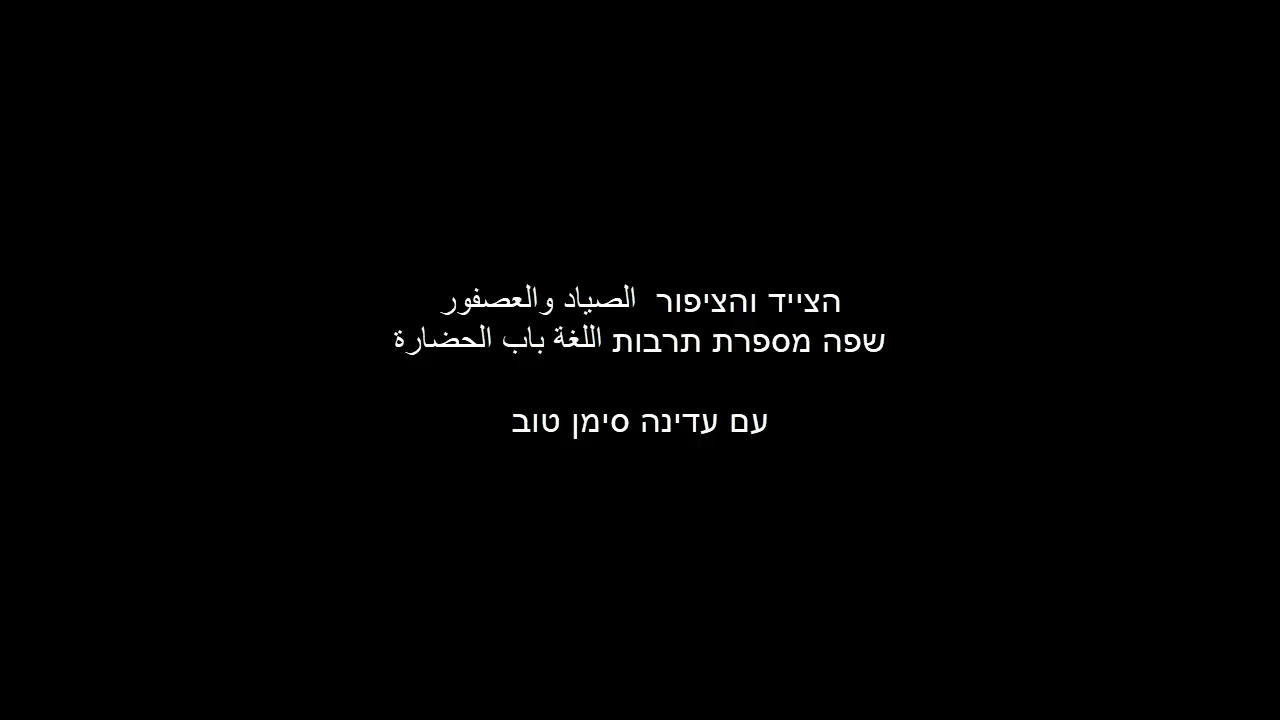 הצייד והציפור  الصياد والعصفور
שפה מספרת תרבות اللغة باب الحضارة
עם עדינה סימן טוב